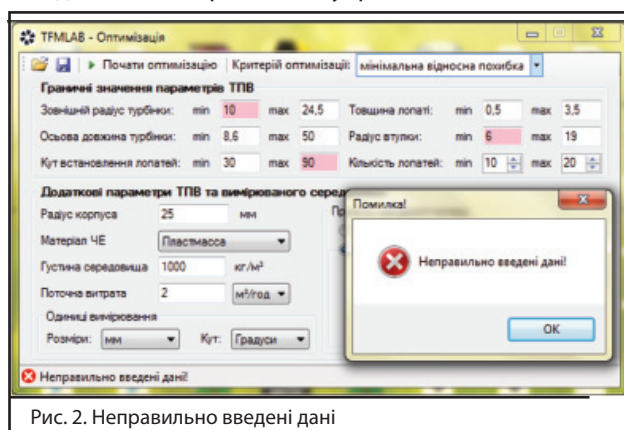 TFMLAB - Оптимізація
Почати оптимізацію Критерій оптимізації: мінімальна відносна похибка
Граничні значення параметрів ТПВ
Зовнішній радіус турбінки: min 10 max 24,5 Товщина лопаті: min 0,5 max 3,5
Осьова довжина турбінки: min 8,6 max 50 Радіус втулки: min 6 max 19
Кут встановлення лопатей: min 30 max 90 Кількість лопатей: min 10 max 20
Додаткові параметри ТПВ та вимірюваного
Радіус корпуса 25 мм
Матеріал ЧЕ Пластмасса
Густина середовища 1000 кг/м³
Поточна витрата 2 м³/год
Одиниці вимірювання
Розміри: мм Кут: Градуси
Помилка!
Неправильно введені дані!
OK
Неправильно введені дані!
Рис. 2. Неправильно введені дані